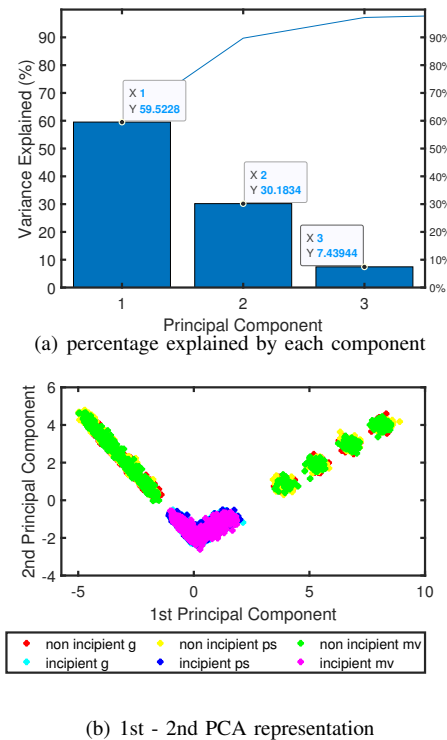 Variance Explained (%)
90
80
70
60
50
40
30
20
10
0
X 1
Y 59.5228
X 2
Y 30.1834
X 3
Y 7.43944
90%
80%
70%
60%
50%
40%
30%
20%
10%
0%
1 2 3
Principal Component
(a) percentage explained by each component
2nd Principal Component
6
4
2
0
-2
-4
-5 0 5 10
1st Principal Component
non incipient g non incipient ps non incipient mv
incipient g incipient ps incipient mv
(b) 1st - 2nd PCA representation